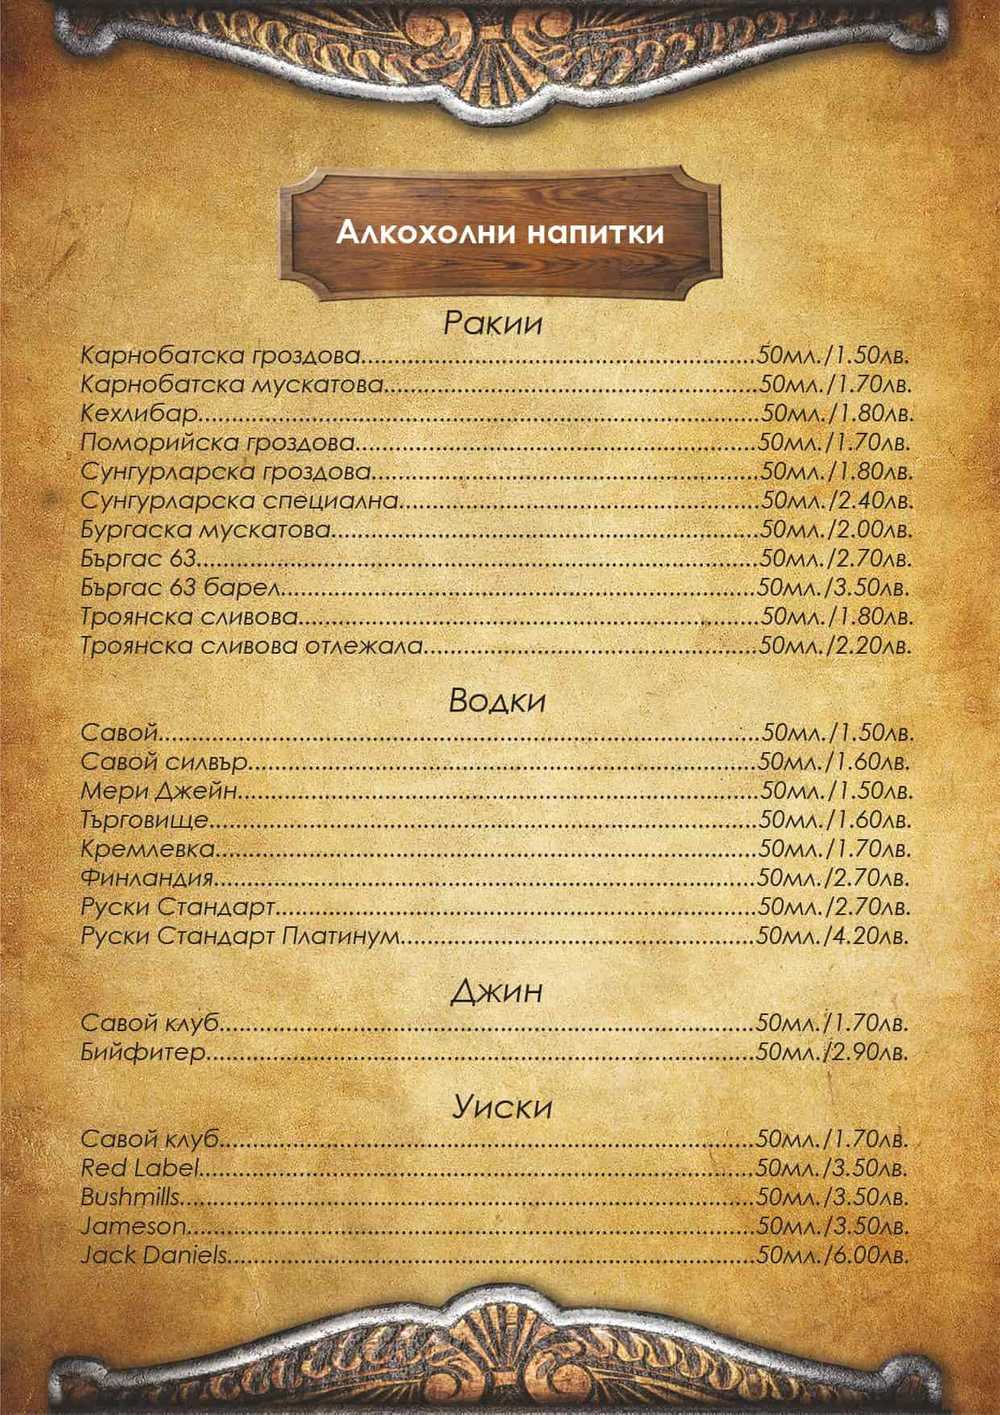 Алкохолни напитки
Ракии
Карнобатска гроздова..........50мл./1.50лв.
Карнобатска мускатова..........50мл./1.70лв.
Кехлибар..........50мл./1.80лв.
Поморийска гроздова..........50мл./1.70лв.
Сунгурларска гроздова..........50мл./1.80лв.
Сунгурларска специална..........50мл./2.40лв.
Бургаска мускатова..........50мл./2.00лв.
Бъргас 63..........50мл./2.70лв.
Бъргас 63 барел..........50мл./3.50лв.
Троянска сливова..........50мл./1.80лв.
Троянска сливова отлежала..........50мл./2.20лв.
Водки
Савой..........50мл./1.50лв.
Савой силвър..........50мл./1.60лв.
Мери Джейн..........50мл./1.50лв.
Търговище..........50мл./1.60лв.
Кремлевка..........50мл./1.70лв.
Финландия..........50мл./2.70лв.
Руски Стандарт..........50мл./2.70лв.
Руски Стандарт Платинум..........50мл./4.20лв.
Джин
Савой клуб..........50мл./1.70лв.
Бийфитер..........50мл./2.90лв.
Уиски
Савой клуб..........50мл./1.70лв.
Red Label..........50мл./3.50лв.
Bushmills..........50мл./3.50лв.
Jameson..........50мл./3.50лв.
Jack Daniels..........50мл./6.00лв.